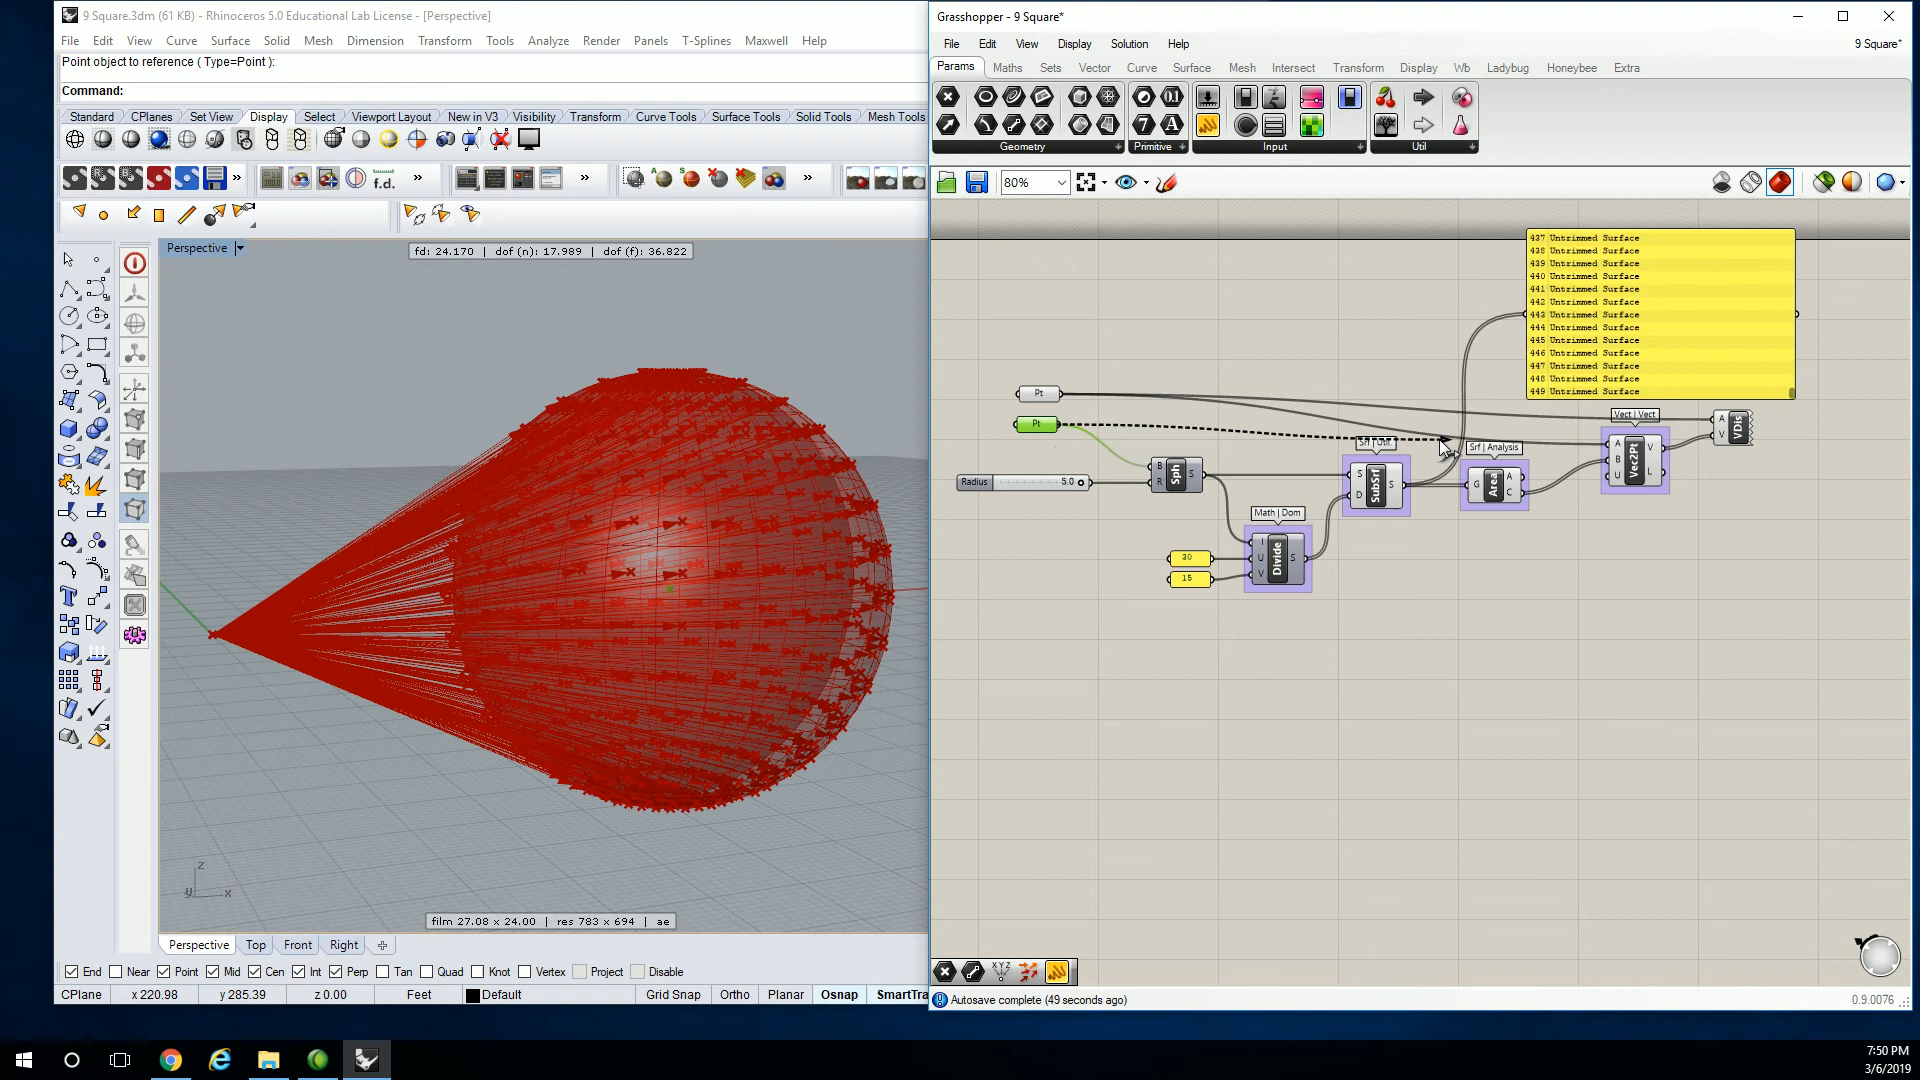 9 Square.3dm (61 KB) - Rhinoceros 5.0 Educational Lab License - [Perspective]
File Edit View Curve Surface Solid Mesh Dimension Transform Tools Analyze Render Panels T-Splines Maxwell Help
Point object to reference ( Type=Point ):
Command:
Standard CPlanes Set View Display Select Viewport Layout New in V3 Visibility Transform Curve Tools Surface Tools Solid Tools Mesh Tools
f.d.
Perspective
fd: 24.170 | dof (n): 17.989 | dof (f): 36.822
z
y x
film 27.08 x 24.00 | res 783 x 694 | ae
Perspective Top Front Right
End Near Point Mid Cen Int Perp Tan Quad Knot Vertex Project Disable
CPlane x 220.98 y 285.39 z 0.00 Feet Default Grid Snap Ortho Planar Osnap SmartTra
Grasshopper - 9 Square*
File Edit View Display Solution Help 9 Square*
Params Maths Sets Vector Curve Surface Mesh Intersect Transform Display Wb Ladybug Honeybee Extra
Geometry Primitive Input Util
80%
437 Untrimmed Surface
438 Untrimmed Surface
439 Untrimmed Surface
440 Untrimmed Surface
441 Untrimmed Surface
442 Untrimmed Surface
443 Untrimmed Surface
444 Untrimmed Surface
445 Untrimmed Surface
446 Untrimmed Surface
447 Untrimmed Surface
448 Untrimmed Surface
449 Untrimmed Surface
Pt
Pt
Radius 5.0
B R Sph S
Math | Dom
30
15
I U V Divide S
Srf | Util
S D SubSrf S
Srf | Analysis
G Area A C
Vect | Vect
A B U Vec2Pt V L
A V VDis
XYZ
Autosave complete (49 seconds ago) 0.9.0076
7:50 PM
3/6/2019